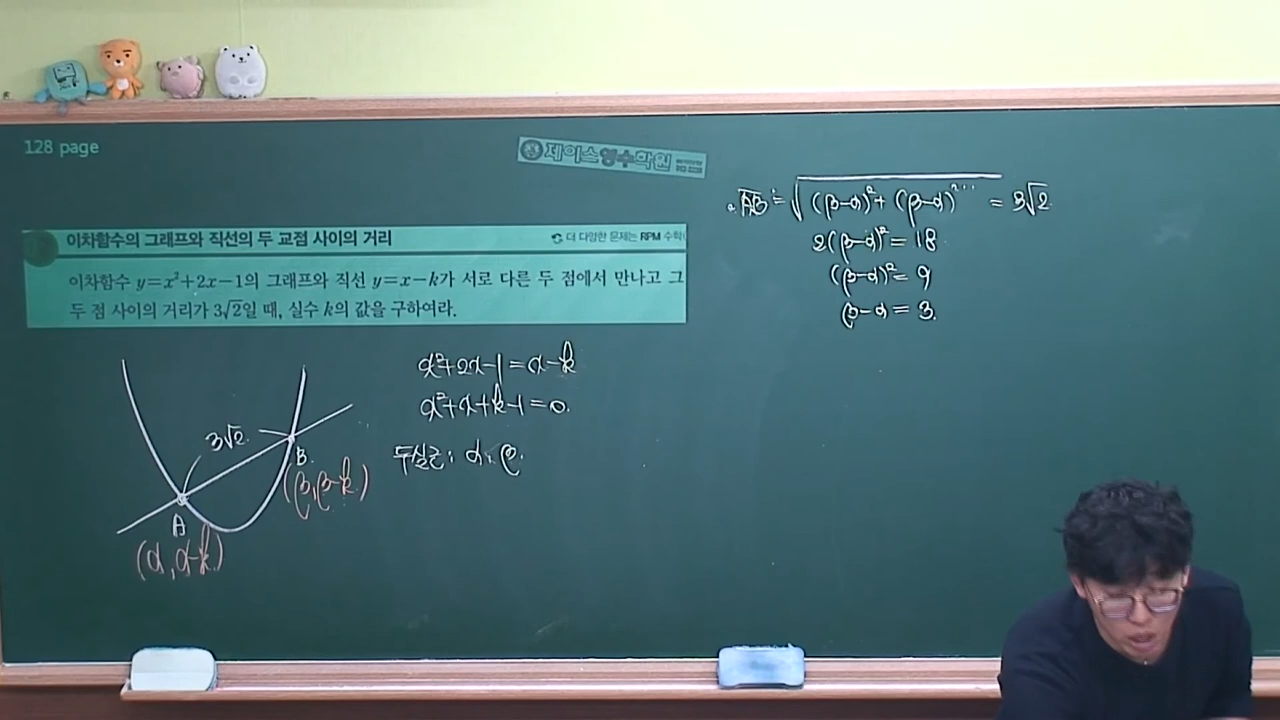 128 page
제이스영수학원
이차함수의 그래프와 직선의 두 교점 사이의 거리
더 다양한 문제는 RPM 수학
이차함수 y=x²+2x-1의 그래프와 직선 y=x-k가 서로 다른 두 점에서 만나고 그
두 점 사이의 거리가 3√2일 때, 실수 k의 값을 구하여라.
x²+2x-1=x-k
x²+x+k-1=0.
두실근: α, β.
3√2
A
B.
(α, α-k)
(β, β-k)
AB = √(β-α)²+(β-α)² = 3√2
2(β-α)²=18
(β-α)²=9
β-α=3.